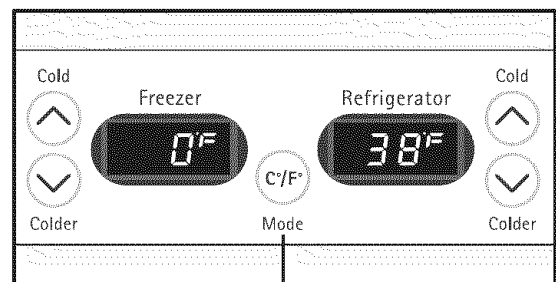 Cold
Cold
Freezer
Refrigerator
0°F
38°F
C°/F°
Colder
Mode
Colder